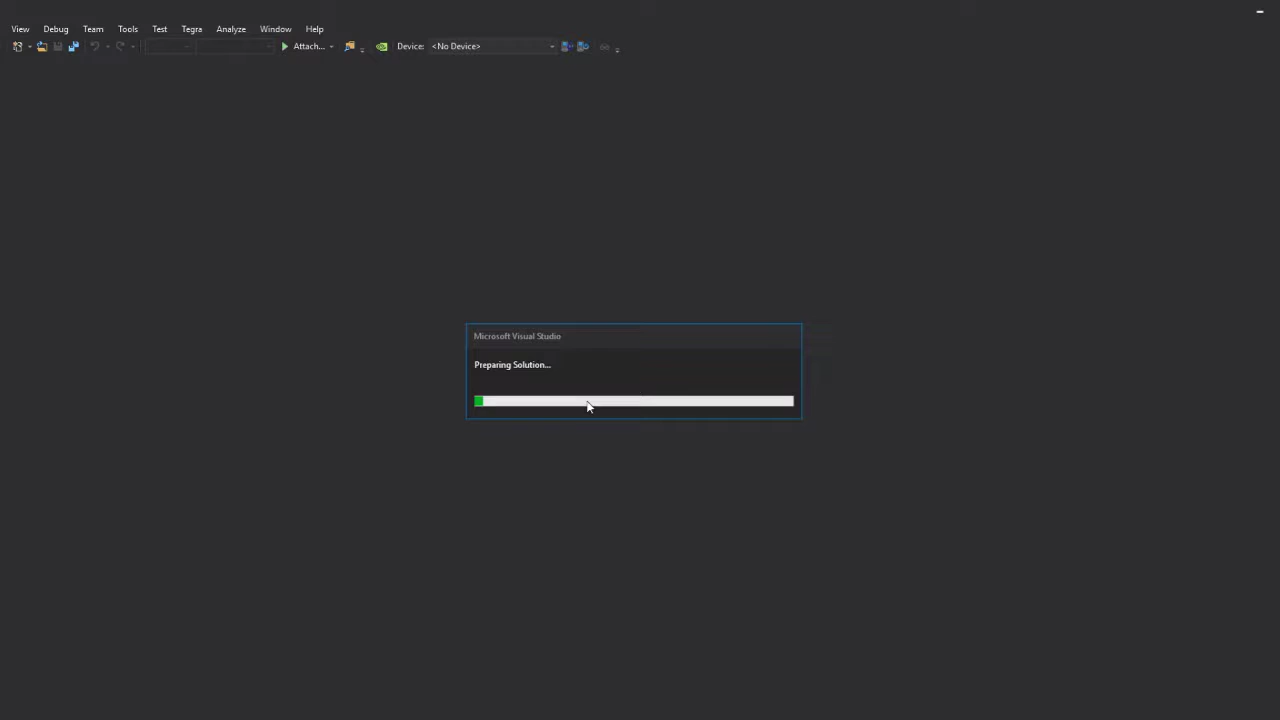 View Debug Team Tools Test Tegra Analyze Window Help
Attach... Device: <No Device>
Microsoft Visual Studio
Preparing Solution...